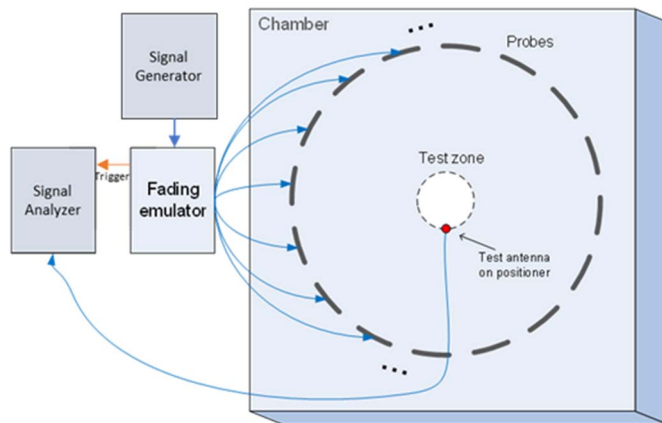 Chamber
Probes
Signal
Generator
Signal
Analyzer
Trigger
Fading
emulator
Test zone
Test antenna
on positioner